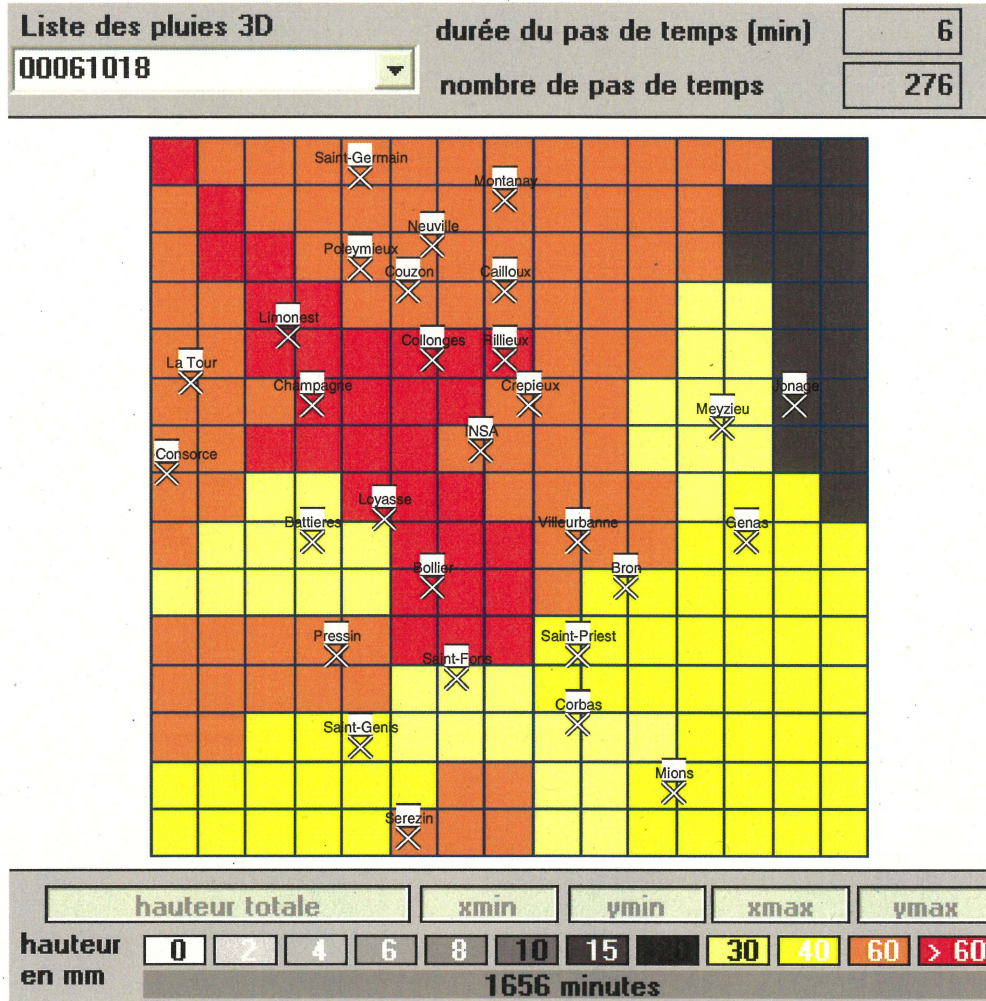 Liste des pluies 3D
durée du pas de temps (min) 6
00061018
nombre de pas de temps 276
Saint-Germain
Montanay
Neuville
Poleymieux
Couzon
Cailloux
Limonest
Collonges
Rillieux
La Tour
Champagne
Crepieux
Jonage
Meyzieu
INSA
Consorce
Loyasse
Battieres
Villeurbanne
Genas
Bollier
Bron
Pressin
Saint-Priest
Saint-Fons
Corbas
Saint-Genis
Mions
Serezin
hauteur totale xmin ymin xmax ymax
hauteur
en mm
0 2 4 6 8 10 15 20 30 40 60 > 60
1656 minutes